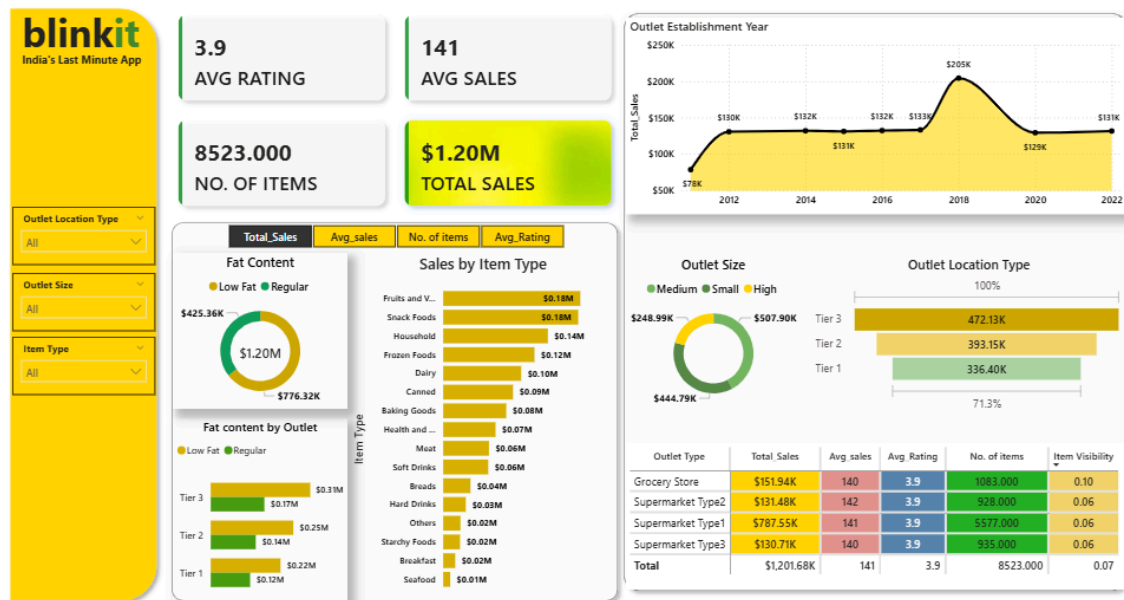 blinkit
India's Last Minute App
Outlet Location Type
All
Outlet Size
All
Item Type
All
3.9
AVG RATING
141
AVG SALES
8523.000
NO. OF ITEMS
$1.20M
TOTAL SALES
Total_Sales Avg_sales No. of items Avg_Rating
Fat Content
Low Fat Regular
$425.36K
$1.20M
$776.32K
Fat content by Outlet
Low Fat Regular
Tier 3 $0.31M
$0.17M
Tier 2 $0.25M
$0.14M
Tier 1 $0.22M
$0.12M
Sales by Item Type
Item Type
Fruits and V... $0.18M
Snack Foods $0.18M
Household $0.14M
Frozen Foods $0.12M
Dairy $0.10M
Canned $0.09M
Baking Goods $0.08M
Health and ... $0.07M
Meat $0.06M
Soft Drinks $0.06M
Breads $0.04M
Hard Drinks $0.03M
Others $0.02M
Starchy Foods $0.02M
Breakfast $0.02M
Seafood $0.01M
Outlet Establishment Year
Total_Sales
$250K
$200K
$150K
$100K
$50K
$78K
$130K
$132K
$131K
$132K
$133K
$205K
$129K
$131K
2012 2014 2016 2018 2020 2022
Outlet Size
Medium Small High
$248.99K
$507.90K
$444.79K
Outlet Location Type
100%
Tier 3 472.13K
Tier 2 393.15K
Tier 1 336.40K
71.3%
Outlet Type Total_Sales Avg_sales Avg_Rating No. of items Item Visibility
Grocery Store $151.94K 140 3.9 1083.000 0.10
Supermarket Type2 $131.48K 142 3.9 928.000 0.06
Supermarket Type1 $787.55K 141 3.9 5577.000 0.06
Supermarket Type3 $130.71K 140 3.9 935.000 0.06
Total $1,201.68K 141 3.9 8523.000 0.07